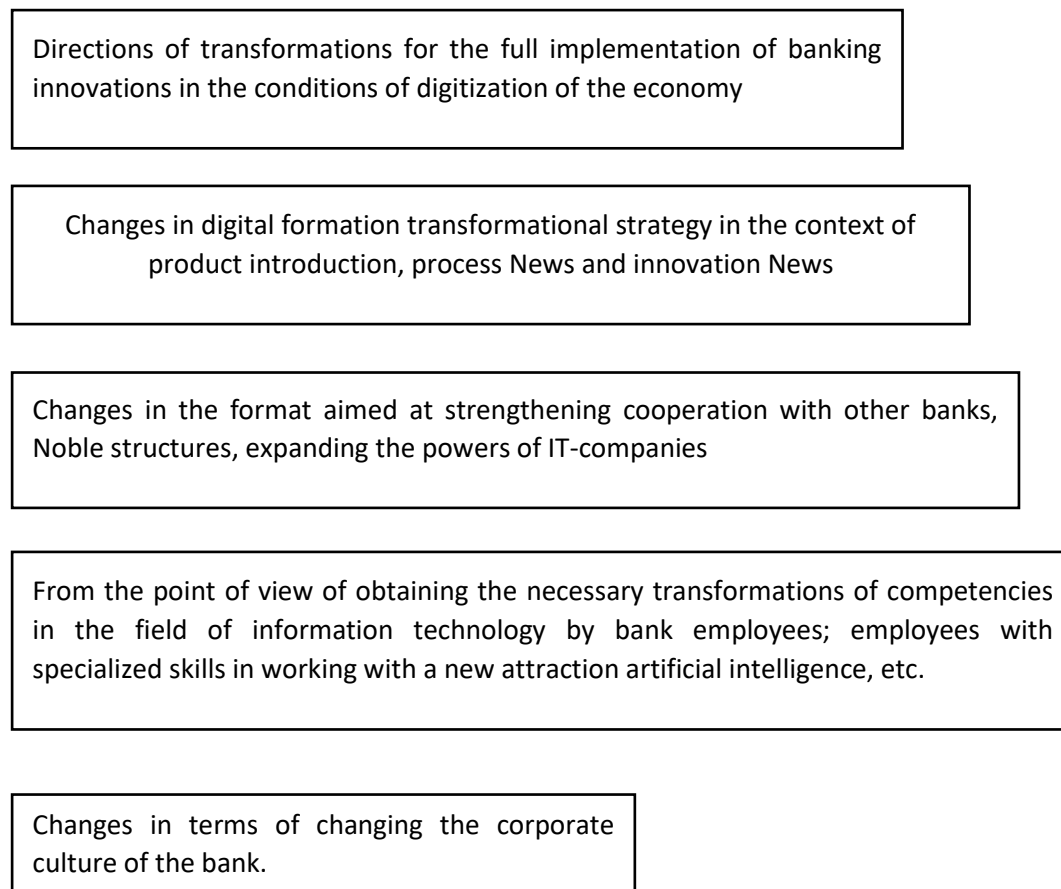 Directions of transformations for the full implementation of banking
innovations in the conditions of digitization of the economy
Changes in digital formation transformational strategy in the context of
product introduction, process News and innovation News
Changes in the format aimed at strengthening cooperation with other banks,
Noble structures, expanding the powers of IT-companies
From the point of view of obtaining the necessary transformations of competencies
in the field of information technology by bank employees; employees with
specialized skills in working with a new attraction artificial intelligence, etc.
Changes in terms of changing the corporate
culture of the bank.